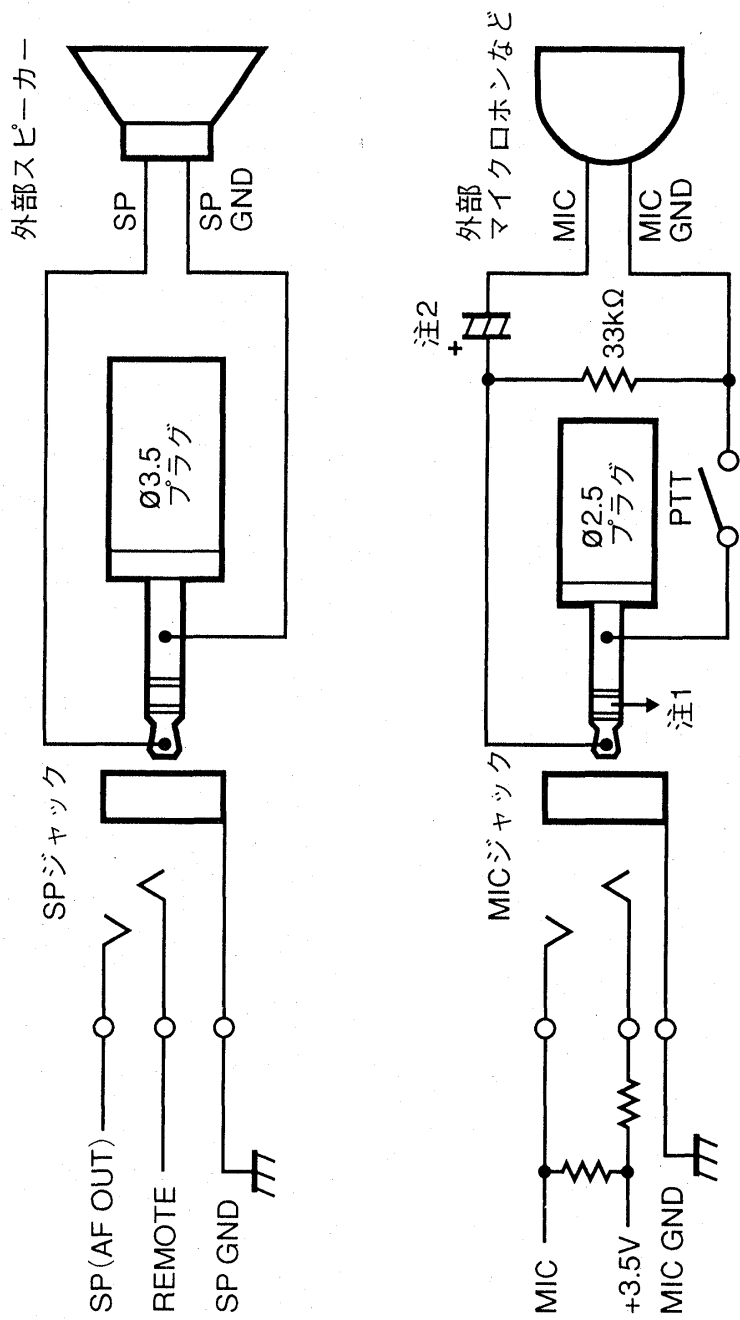 外部スピーカー
SP
SP
GND
Ø3.5
プラグ
SPジャック
SP(AF OUT)
REMOTE
SP GND
外部
マイクロホンなど
MIC
MIC
GND
注2
+
33kΩ
Ø2.5
プラグ
PTT
注1
MICジャック
MIC
+3.5V
MIC GND